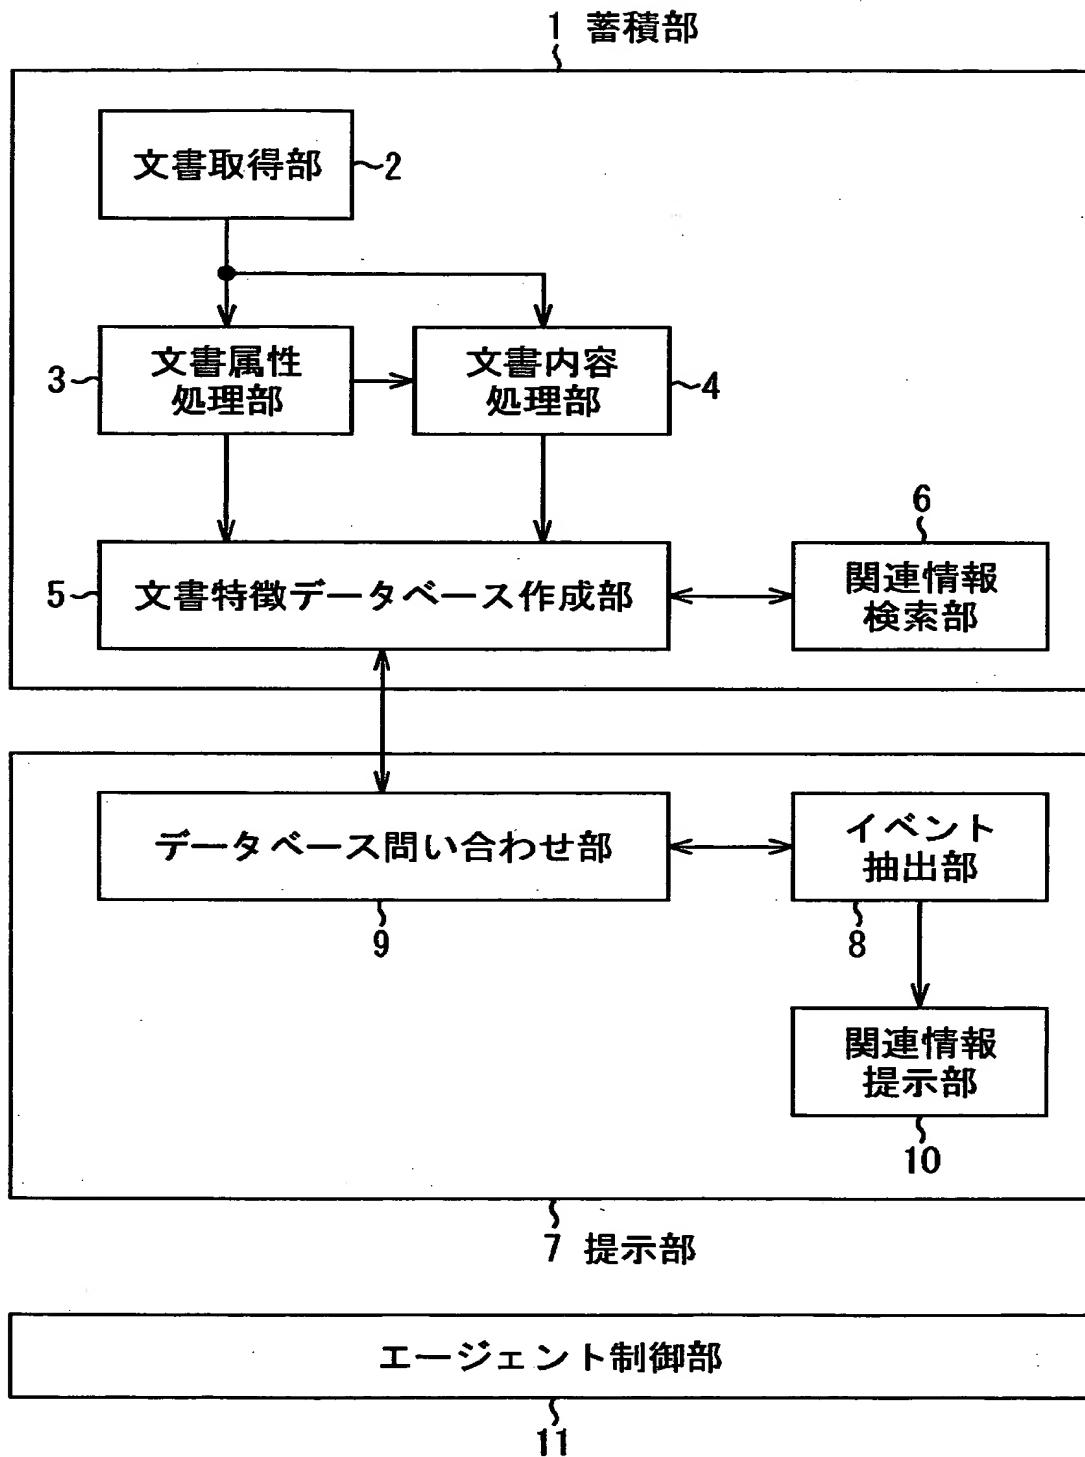 1 蓄積部
文書取得部
2
文書属性
処理部
3
文書内容
処理部
4
6
文書特徴データベース作成部
5
関連情報
検索部
データベース問い合わせ部
9
イベント
抽出部
8
関連情報
提示部
10
7 提示部
エージェント制御部
11